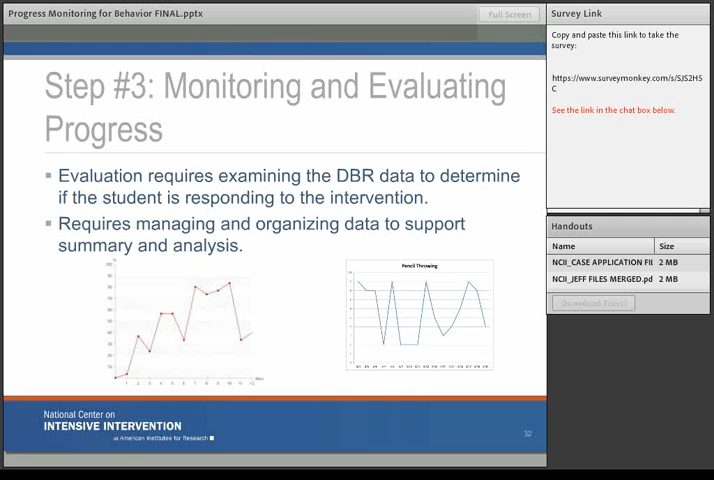 Progress Monitoring for Behavior FINAL.pptx
Full Screen
Step #3: Monitoring and Evaluating
Progress
Evaluation requires examining the DBR data to determine
if the student is responding to the intervention.
Requires managing and organizing data to support
summary and analysis.
Pencil Throwing
National Center on
INTENSIVE INTERVENTION
at American Institutes for Research
32
Survey Link
Copy and paste this link to take the
survey:
https://www.surveymonkey.com/s/SJS2HS
C
See the link in the chat box below.
Handouts
Name Size
NCII_CASE APPLICATION FII 2 MB
NCII_JEFF FILES MERGED.pd 2 MB
Download File(s)